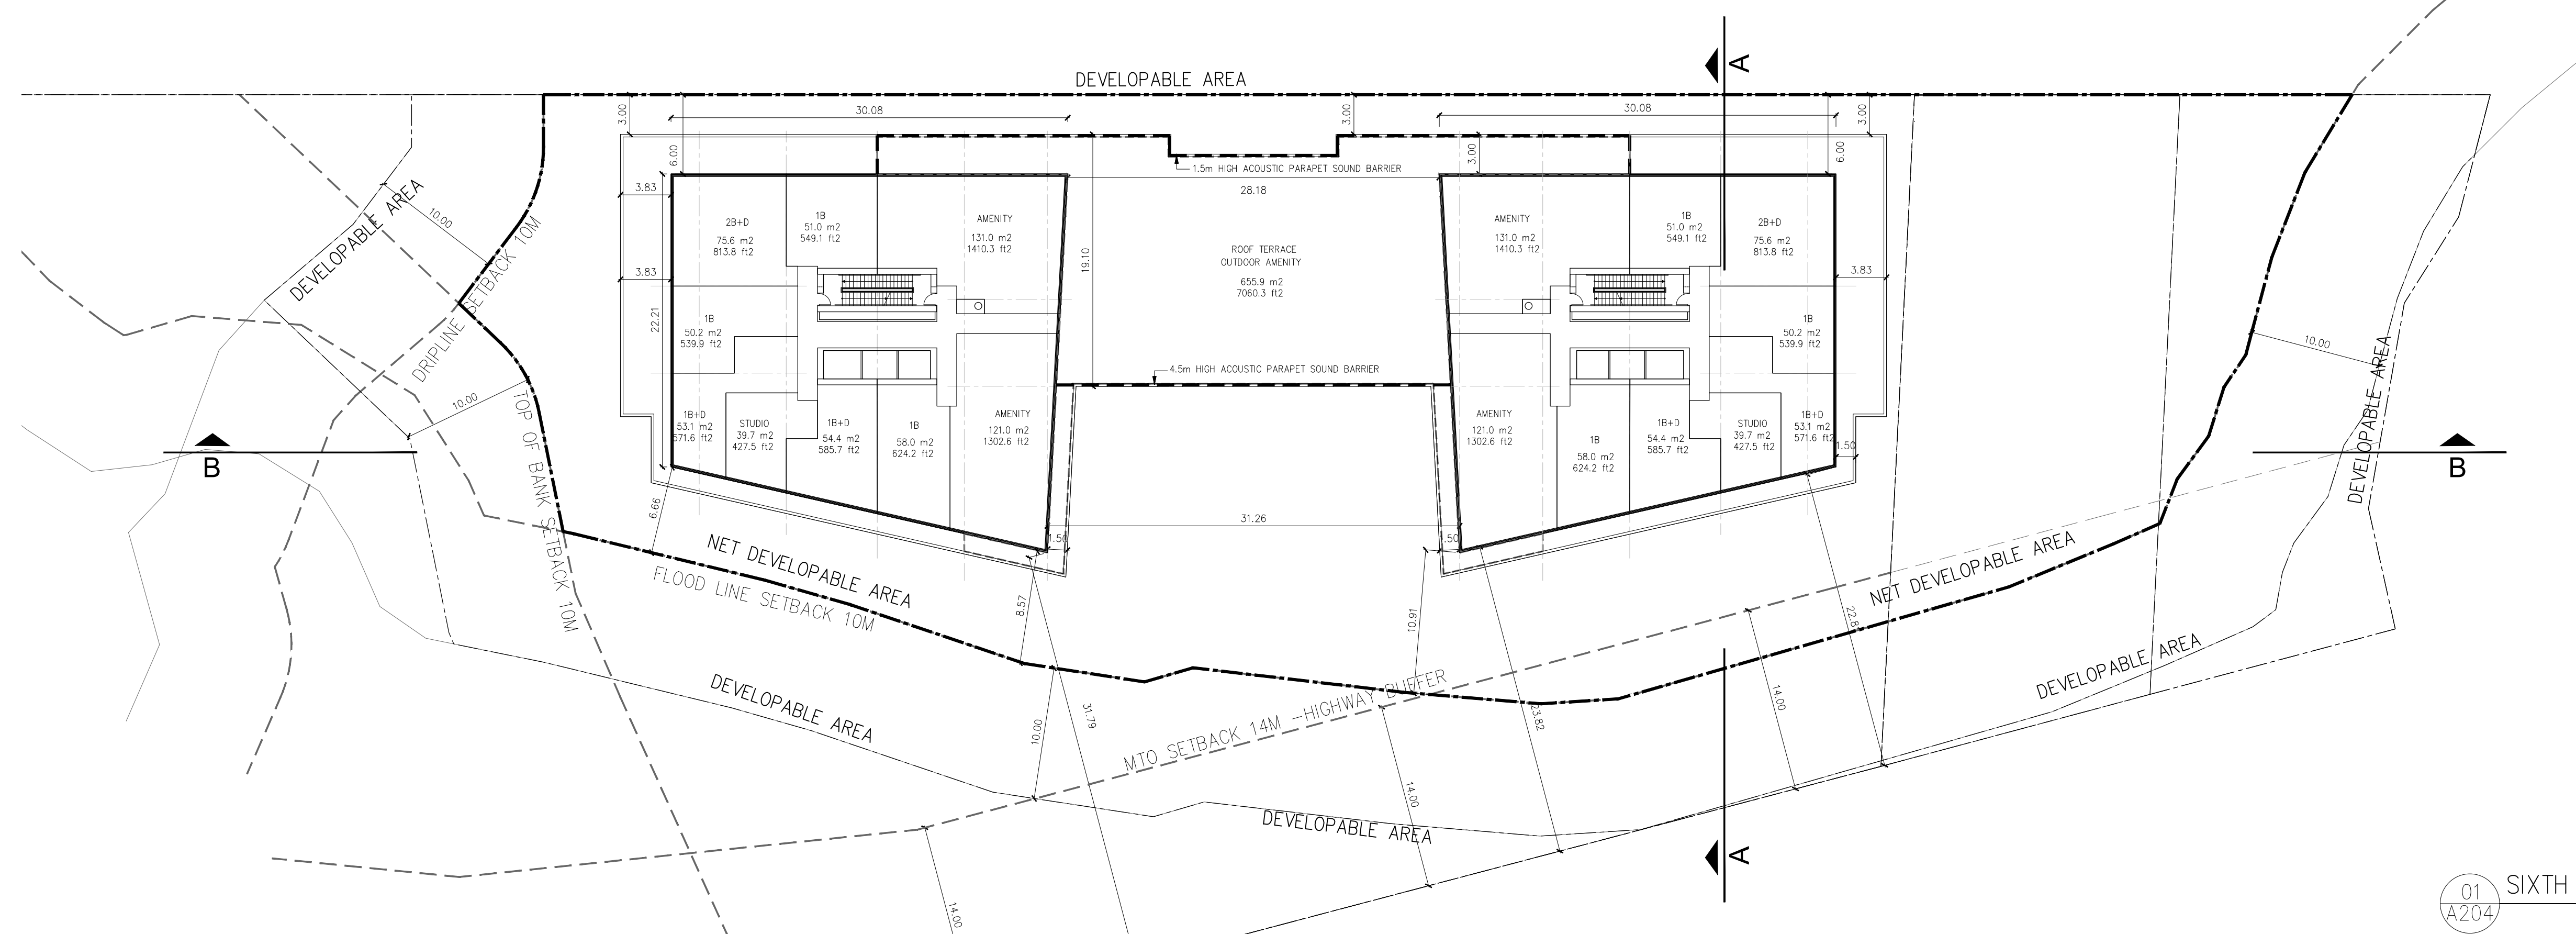 DEVELOPABLE AREA
A
3.00
30.08
3.00
30.08
3.00
6.00
3.00
6.00
1.5m HIGH ACOUSTIC PARAPET SOUND BARRIER
28.18
3.83
3.83
22.21
2B+D
75.6 m2
813.8 ft2
1B
51.0 m2
549.1 ft2
AMENITY
131.0 m2
1410.3 ft2
19.10
ROOF TERRACE
OUTDOOR AMENITY
655.9 m2
7060.3 ft2
AMENITY
131.0 m2
1410.3 ft2
1B
51.0 m2
549.1 ft2
2B+D
75.6 m2
813.8 ft2
3.83
1B
50.2 m2
539.9 ft2
1B
50.2 m2
539.9 ft2
4.5m HIGH ACOUSTIC PARAPET SOUND BARRIER
1B+D
53.1 m2
571.6 ft2
STUDIO
39.7 m2
427.5 ft2
1B+D
54.4 m2
585.7 ft2
1B
58.0 m2
624.2 ft2
AMENITY
121.0 m2
1302.6 ft2
AMENITY
121.0 m2
1302.6 ft2
1B
58.0 m2
624.2 ft2
1B+D
54.4 m2
585.7 ft2
STUDIO
39.7 m2
427.5 ft2
1B+D
53.1 m2
571.6 ft2
1.50
31.26
1.50
.50
DEVELOPABLE AREA
10.00
DRIPLINE SETBACK 10M
10.00
TOP OF BANK SETBACK 10M
B
B
10.00
DEVELOPABLE AREA
6.66
NET DEVELOPABLE AREA
FLOOD LINE SETBACK 10M
8.57
10.91
22.8
NET DEVELOPABLE AREA
DEVELOPABLE AREA
DEVELOPABLE AREA
10.00
31.79
MTO SETBACK 14M -HIGHWAY BUFFER
23.82
14.00
14.00
14.00
DEVELOPABLE AREA
A
01
A204
SIXTH